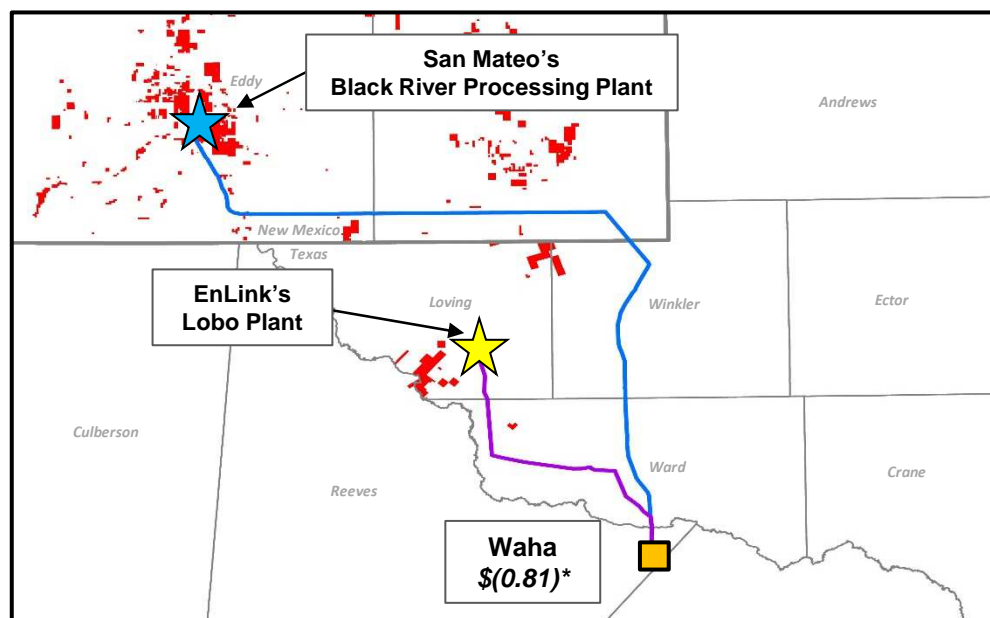 San Mateo's
Black River Processing Plant
Eddy
Andrews
New Mexico
Texas
EnLink's
Lobo Plant
Loving
Winkler
Ector
Culberson
Reeves
Ward
Crane
Waha
$(0.81)*